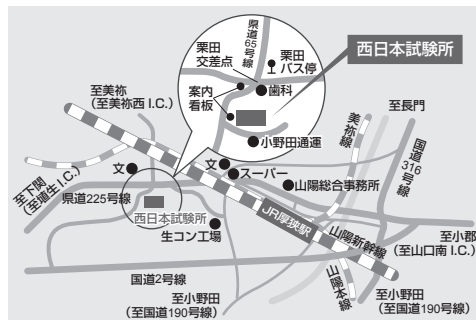 県道
65号線
栗田
交差点
栗田
バス停
西日本試験所
案内
看板
歯科
小野田通運
至美祢
(至美祢西I.C.)
至長門
美祢線
国道316号線
至下関
(至埴生I.C.)
文
文
スーパー
県道225号線
山陽総合事務所
西日本試験所
生コン工場
JR厚狭駅
山陽新幹線
至小郡
(至山口南I.C.)
国道2号線
山陽本線
至小野田
(至国道190号線)
至小野田
(至国道190号線)